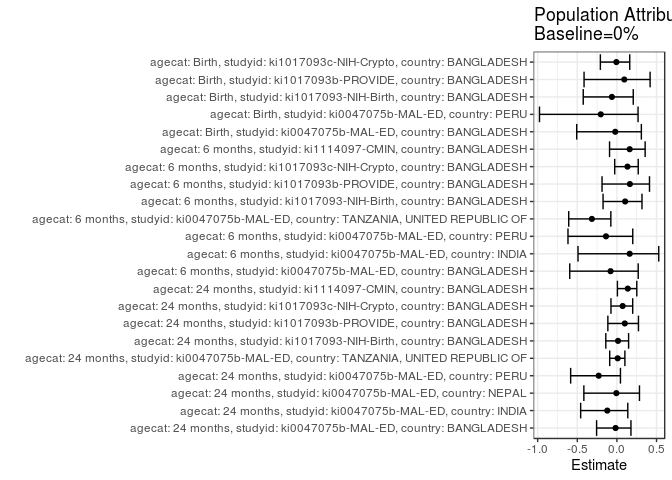 Population Attribu
Baseline=0%
agecat: Birth, studyid: ki1017093c-NIH-Crypto, country: BANGLADESH
agecat: Birth, studyid: ki1017093b-PROVIDE, country: BANGLADESH
agecat: Birth, studyid: ki1017093-NIH-Birth, country: BANGLADESH
agecat: Birth, studyid: ki0047075b-MAL-ED, country: PERU
agecat: Birth, studyid: ki0047075b-MAL-ED, country: BANGLADESH
agecat: 6 months, studyid: ki1114097-CMIN, country: BANGLADESH
agecat: 6 months, studyid: ki1017093c-NIH-Crypto, country: BANGLADESH
agecat: 6 months, studyid: ki1017093b-PROVIDE, country: BANGLADESH
agecat: 6 months, studyid: ki1017093-NIH-Birth, country: BANGLADESH
agecat: 6 months, studyid: ki0047075b-MAL-ED, country: TANZANIA, UNITED REPUBLIC OF
agecat: 6 months, studyid: ki0047075b-MAL-ED, country: PERU
agecat: 6 months, studyid: ki0047075b-MAL-ED, country: INDIA
agecat: 6 months, studyid: ki0047075b-MAL-ED, country: BANGLADESH
agecat: 24 months, studyid: ki1114097-CMIN, country: BANGLADESH
agecat: 24 months, studyid: ki1017093c-NIH-Crypto, country: BANGLADESH
agecat: 24 months, studyid: ki1017093b-PROVIDE, country: BANGLADESH
agecat: 24 months, studyid: ki1017093-NIH-Birth, country: BANGLADESH
agecat: 24 months, studyid: ki0047075b-MAL-ED, country: TANZANIA, UNITED REPUBLIC OF
agecat: 24 months, studyid: ki0047075b-MAL-ED, country: PERU
agecat: 24 months, studyid: ki0047075b-MAL-ED, country: NEPAL
agecat: 24 months, studyid: ki0047075b-MAL-ED, country: INDIA
agecat: 24 months, studyid: ki0047075b-MAL-ED, country: BANGLADESH
-1.0 -0.5 0.0 0.5
Estimate